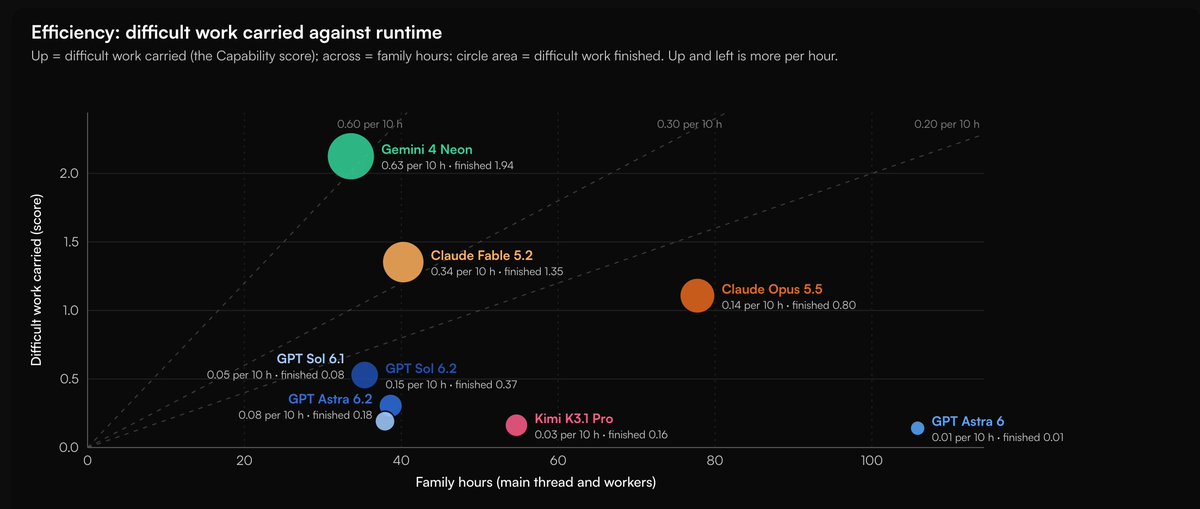 Efficiency: difficult work carried against runtime
Up = difficult work carried (the Capability score); across = family hours; circle area = difficult work finished. Up and left is more per hour.
0.60 per 10 h
0.30 per 10 h
0.20 per 10 h
Gemini 4 Neon
0.63 per 10 h · finished 1.94
Claude Fable 5.2
0.34 per 10 h · finished 1.35
Claude Opus 5.5
0.14 per 10 h · finished 0.80
GPT Sol 6.1
0.05 per 10 h · finished 0.08
GPT Sol 6.2
0.15 per 10 h · finished 0.37
GPT Astra 6.2
0.08 per 10 h · finished 0.18
Kimi K3.1 Pro
0.03 per 10 h · finished 0.16
GPT Astra 6
0.01 per 10 h · finished 0.01
Difficult work carried (score)
2.0
1.5
1.0
0.5
0.0
0
20
40
60
80
100
Family hours (main thread and workers)